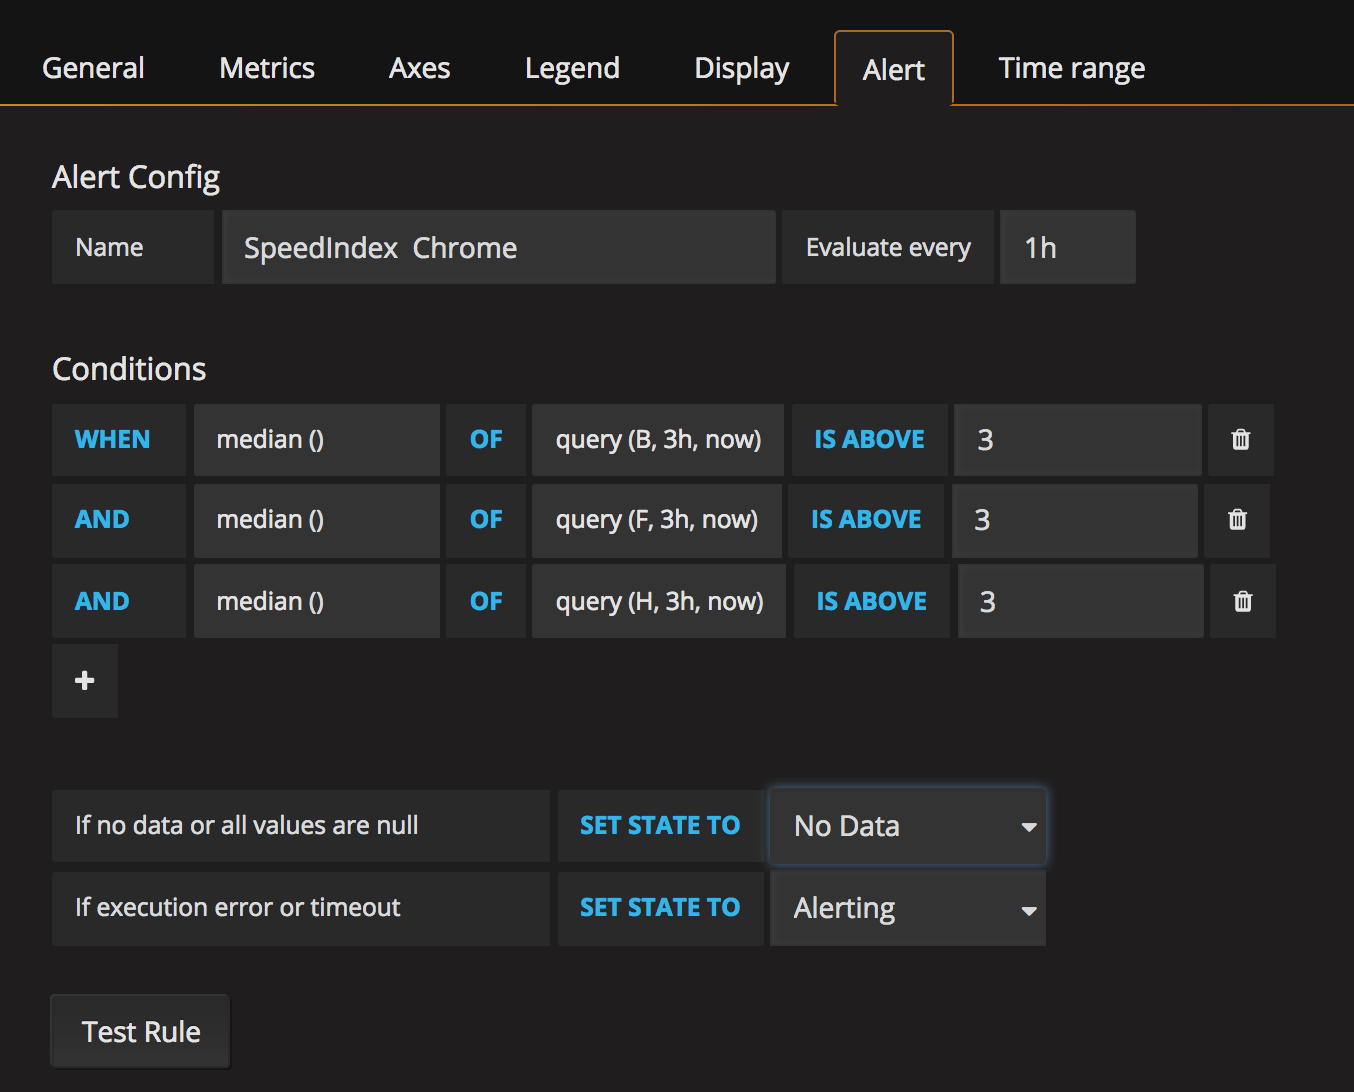 General Metrics Axes Legend Display Alert Time range
Alert Config
Name SpeedIndex Chrome Evaluate every 1h
Conditions
WHEN median () OF query (B, 3h, now) IS ABOVE 3
AND median () OF query (F, 3h, now) IS ABOVE 3
AND median () OF query (H, 3h, now) IS ABOVE 3
+
If no data or all values are null SET STATE TO No Data
If execution error or timeout SET STATE TO Alerting
Test Rule